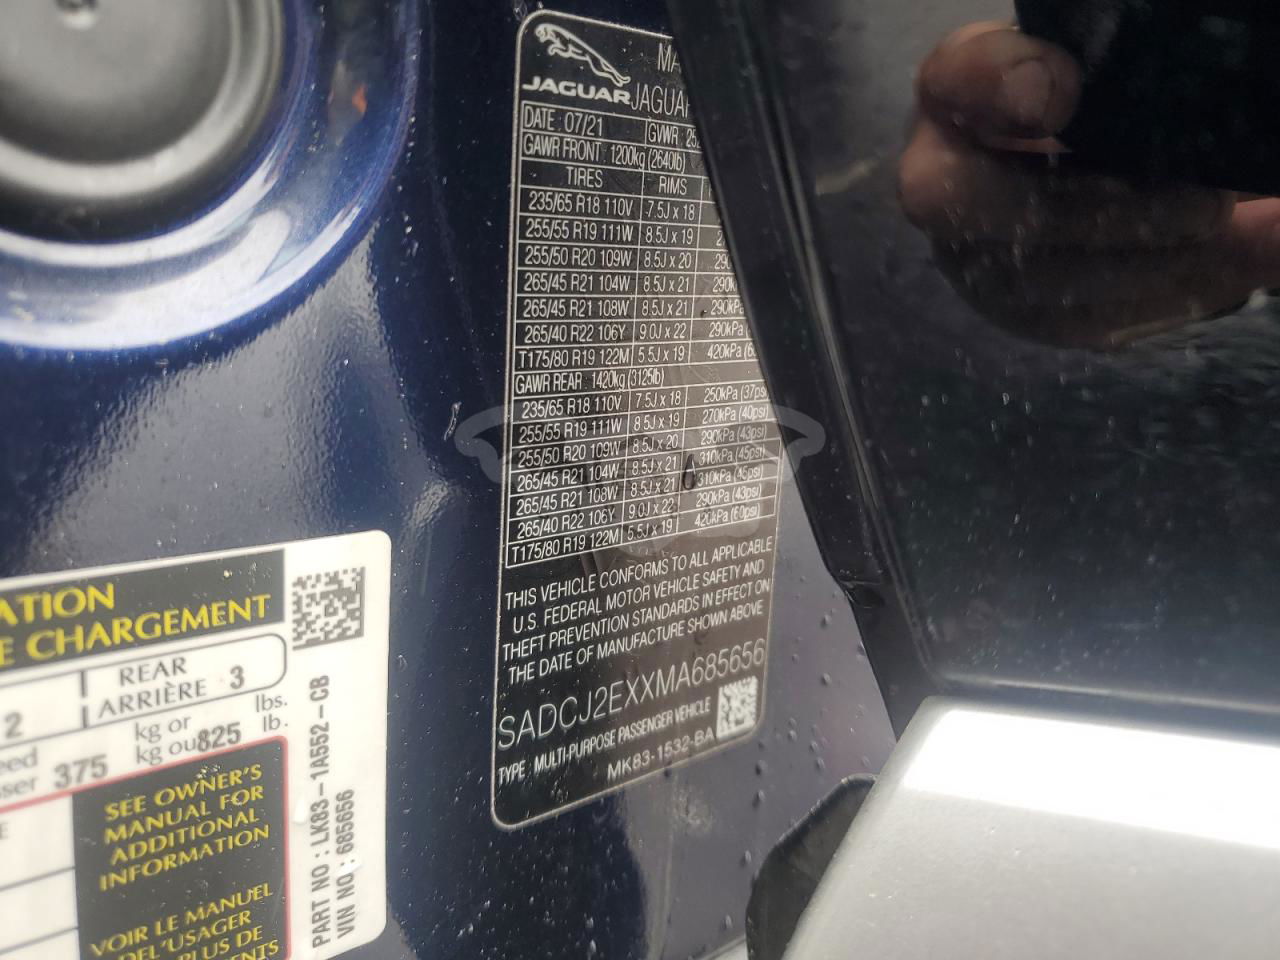 JAGUAR
JAGUAR
DATE: 07/21
GVWR:
GAWR FRONT: 1200kg (2640lb)
TIRES RIMS
235/65 R18 110V 7.5J x 18
255/55 R19 111W 8.5J x 19
255/50 R20 109W 8.5J x 20
265/45 R21 104W 8.5J x 21
265/45 R21 108W 8.5J x 21 290kPa
265/40 R22 106Y 9.0J x 22 290kPa
T175/80 R19 122M 5.5J x 19 420kPa
GAWR REAR: 1420kg (3125lb)
235/65 R18 110V 7.5J x 18 250kPa (37psi)
255/55 R19 111W 8.5J x 19 270kPa (40psi)
255/50 R20 109W 8.5J x 20 290kPa (43psi)
265/45 R21 104W 8.5J x 21 310kPa (45psi)
265/45 R21 108W 8.5J x 21 310kPa (45psi)
265/40 R22 106Y 9.0J x 22 290kPa (43psi)
T175/80 R19 122M 5.5J x 19 420kPa (60psi)
THIS VEHICLE CONFORMS TO ALL APPLICABLE
U.S. FEDERAL MOTOR VEHICLE SAFETY AND
THEFT PREVENTION STANDARDS IN EFFECT ON
THE DATE OF MANUFACTURE SHOWN ABOVE
SADCJ2EXXMA685656
TYPE: MULTI-PURPOSE PASSENGER VEHICLE
MK83-1532-BA
ATION
E CHARGEMENT
2 REAR
ARRIÈRE 3
375 kg or
kg ou 825 lbs.
lb.
SEE OWNER'S
MANUAL FOR
ADDITIONAL
INFORMATION
VOIR LE MANUEL
DEL'USAGER
PLUS DE
PART NO: LK83-1A552-CB
VIN NO: 685656